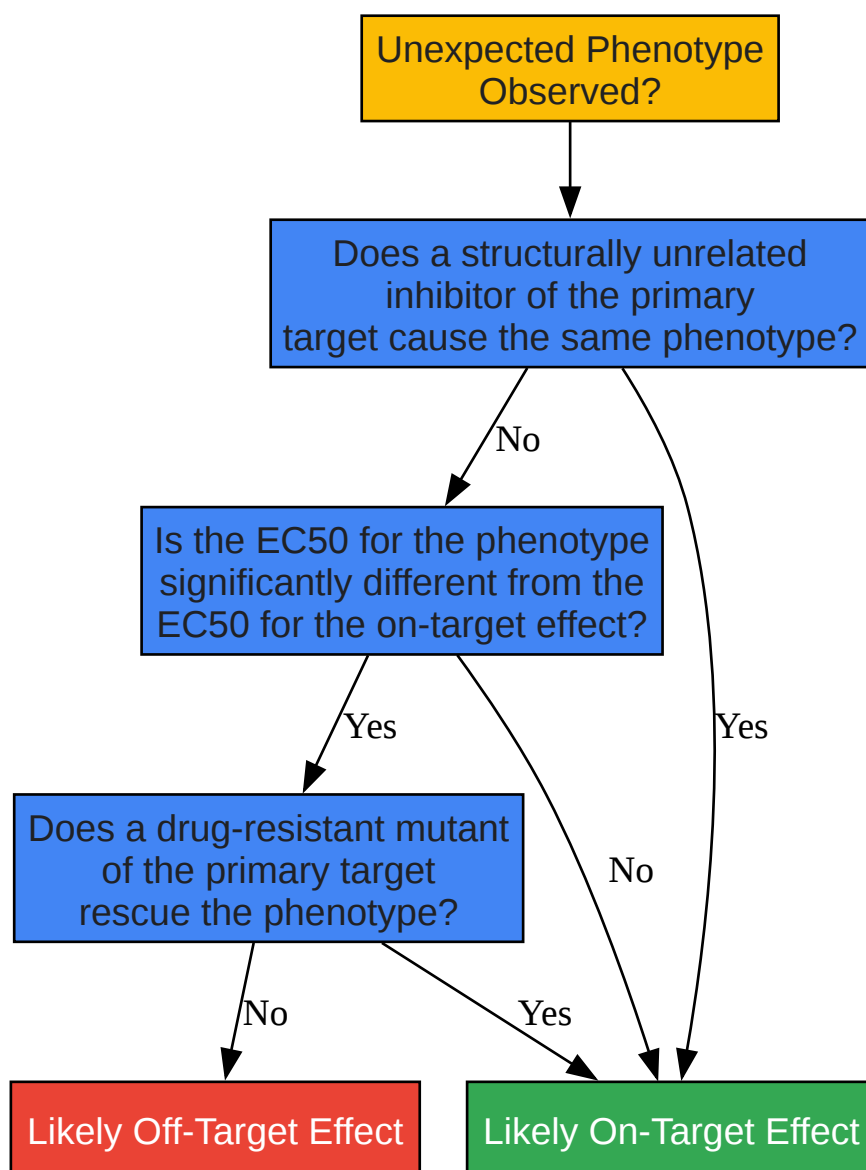 Unexpected Phenotype
Observed?
Does a structurally unrelated
inhibitor of the primary
target cause the same phenotype?
No
Is the EC50 for the phenotype
significantly different from the
EC50 for the on-target effect?
Yes
Yes
Does a drug-resistant mutant
of the primary target
rescue the phenotype?
No
No
Yes
Likely Off-Target Effect
Likely On-Target Effect